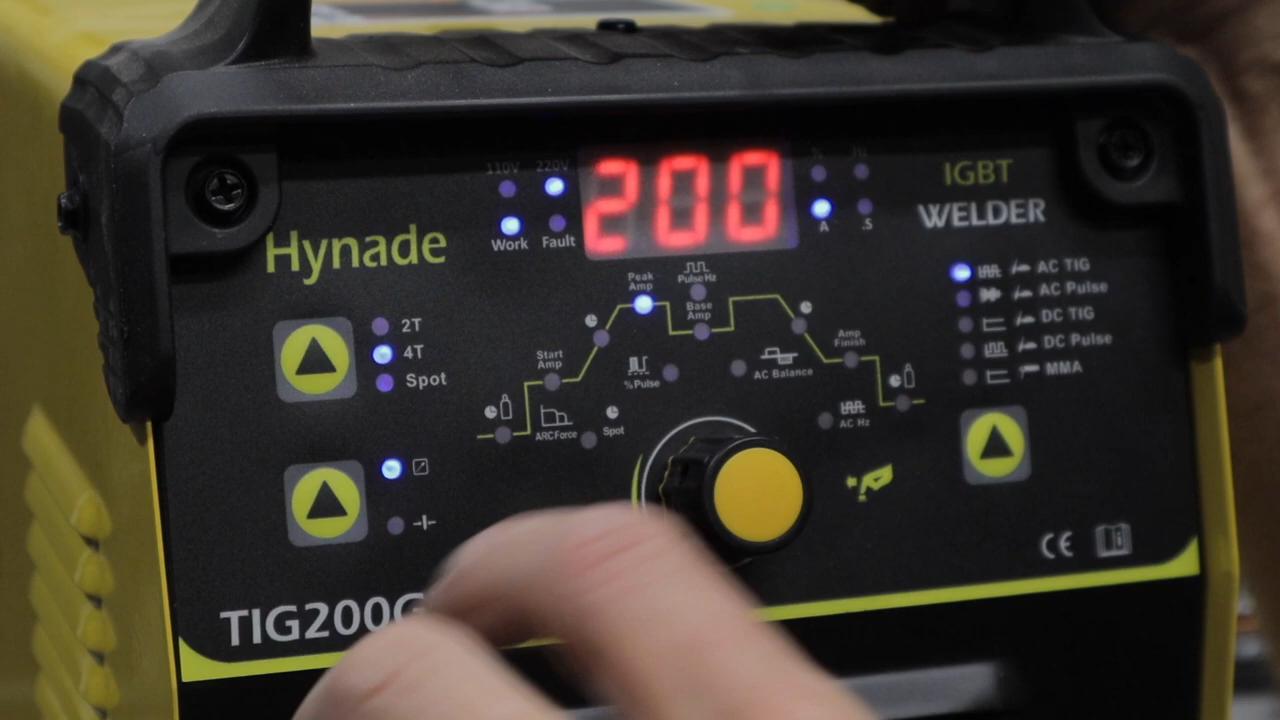 110V 220V
200
% Hz
Work Fault
A .S
IGBT
WELDER
Hynade
Peak
Amp
Pulse Hz
Base
Amp
AC TIG
AC Pulse
DC TIG
DC Pulse
MMA
2T
4T
Spot
Start
Amp
% Pulse
AC Balance
Amp
Finish
ARC Force
Spot
AC Hz
CE
TIG200